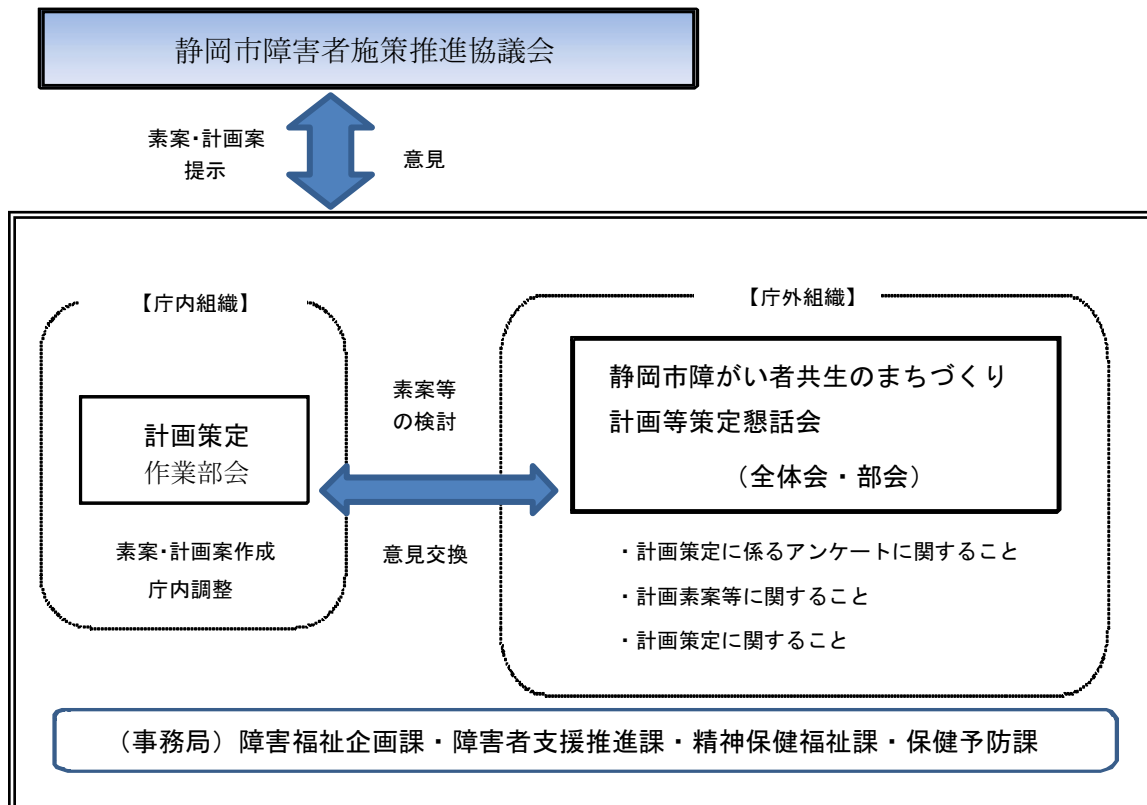 静岡市障害者施策推進協議会
素案・計画案
提示
意見
【庁内組織】
計画策定
作業部会
素案・計画案作成
庁内調整
素案等
の検討
意見交換
【庁外組織】
静岡市障がい者共生のまちづくり
計画等策定懇話会
（全体会・部会）
・計画策定に係るアンケートに関すること
・計画素案等に関すること
・計画策定に関すること
（事務局）障害福祉企画課・障害者支援推進課・精神保健福祉課・保健予防課